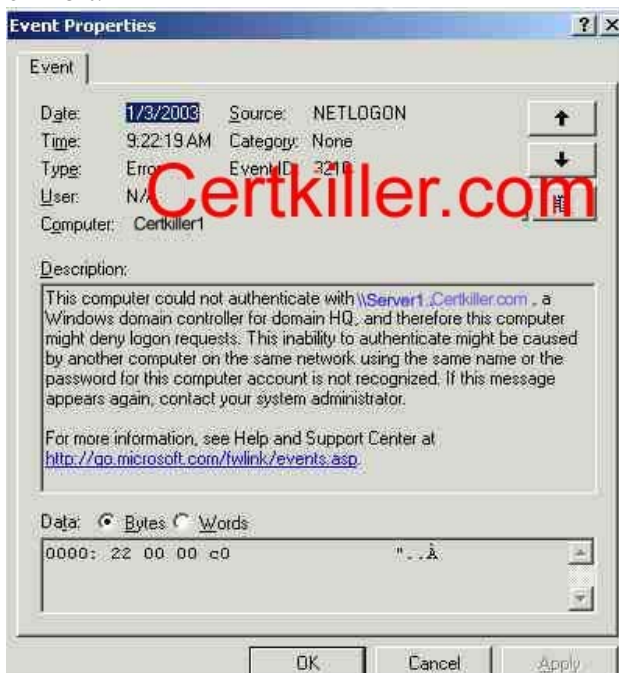 Event Properties
Event
Date: 1/3/2003 Source: NETLOGON
Time: 9:22:19 AM Category: None
Type: Error Event ID: 3210
User: N/A
Computer: Certkiller1
Certkiller.com
Description:
This computer could not authenticate with \\Server1.Certkiller.com , a
Windows domain controller for domain HQ, and therefore this computer
might deny logon requests. This inability to authenticate might be caused
by another computer on the same network using the same name or the
password for this computer account is not recognized. If this message
appears again, contact your system administrator.
For more information, see Help and Support Center at
http://go.microsoft.com/fwlink/events.asp.
Data: Bytes Words
0000: 22 00 00 c0 "..À
OK Cancel Apply